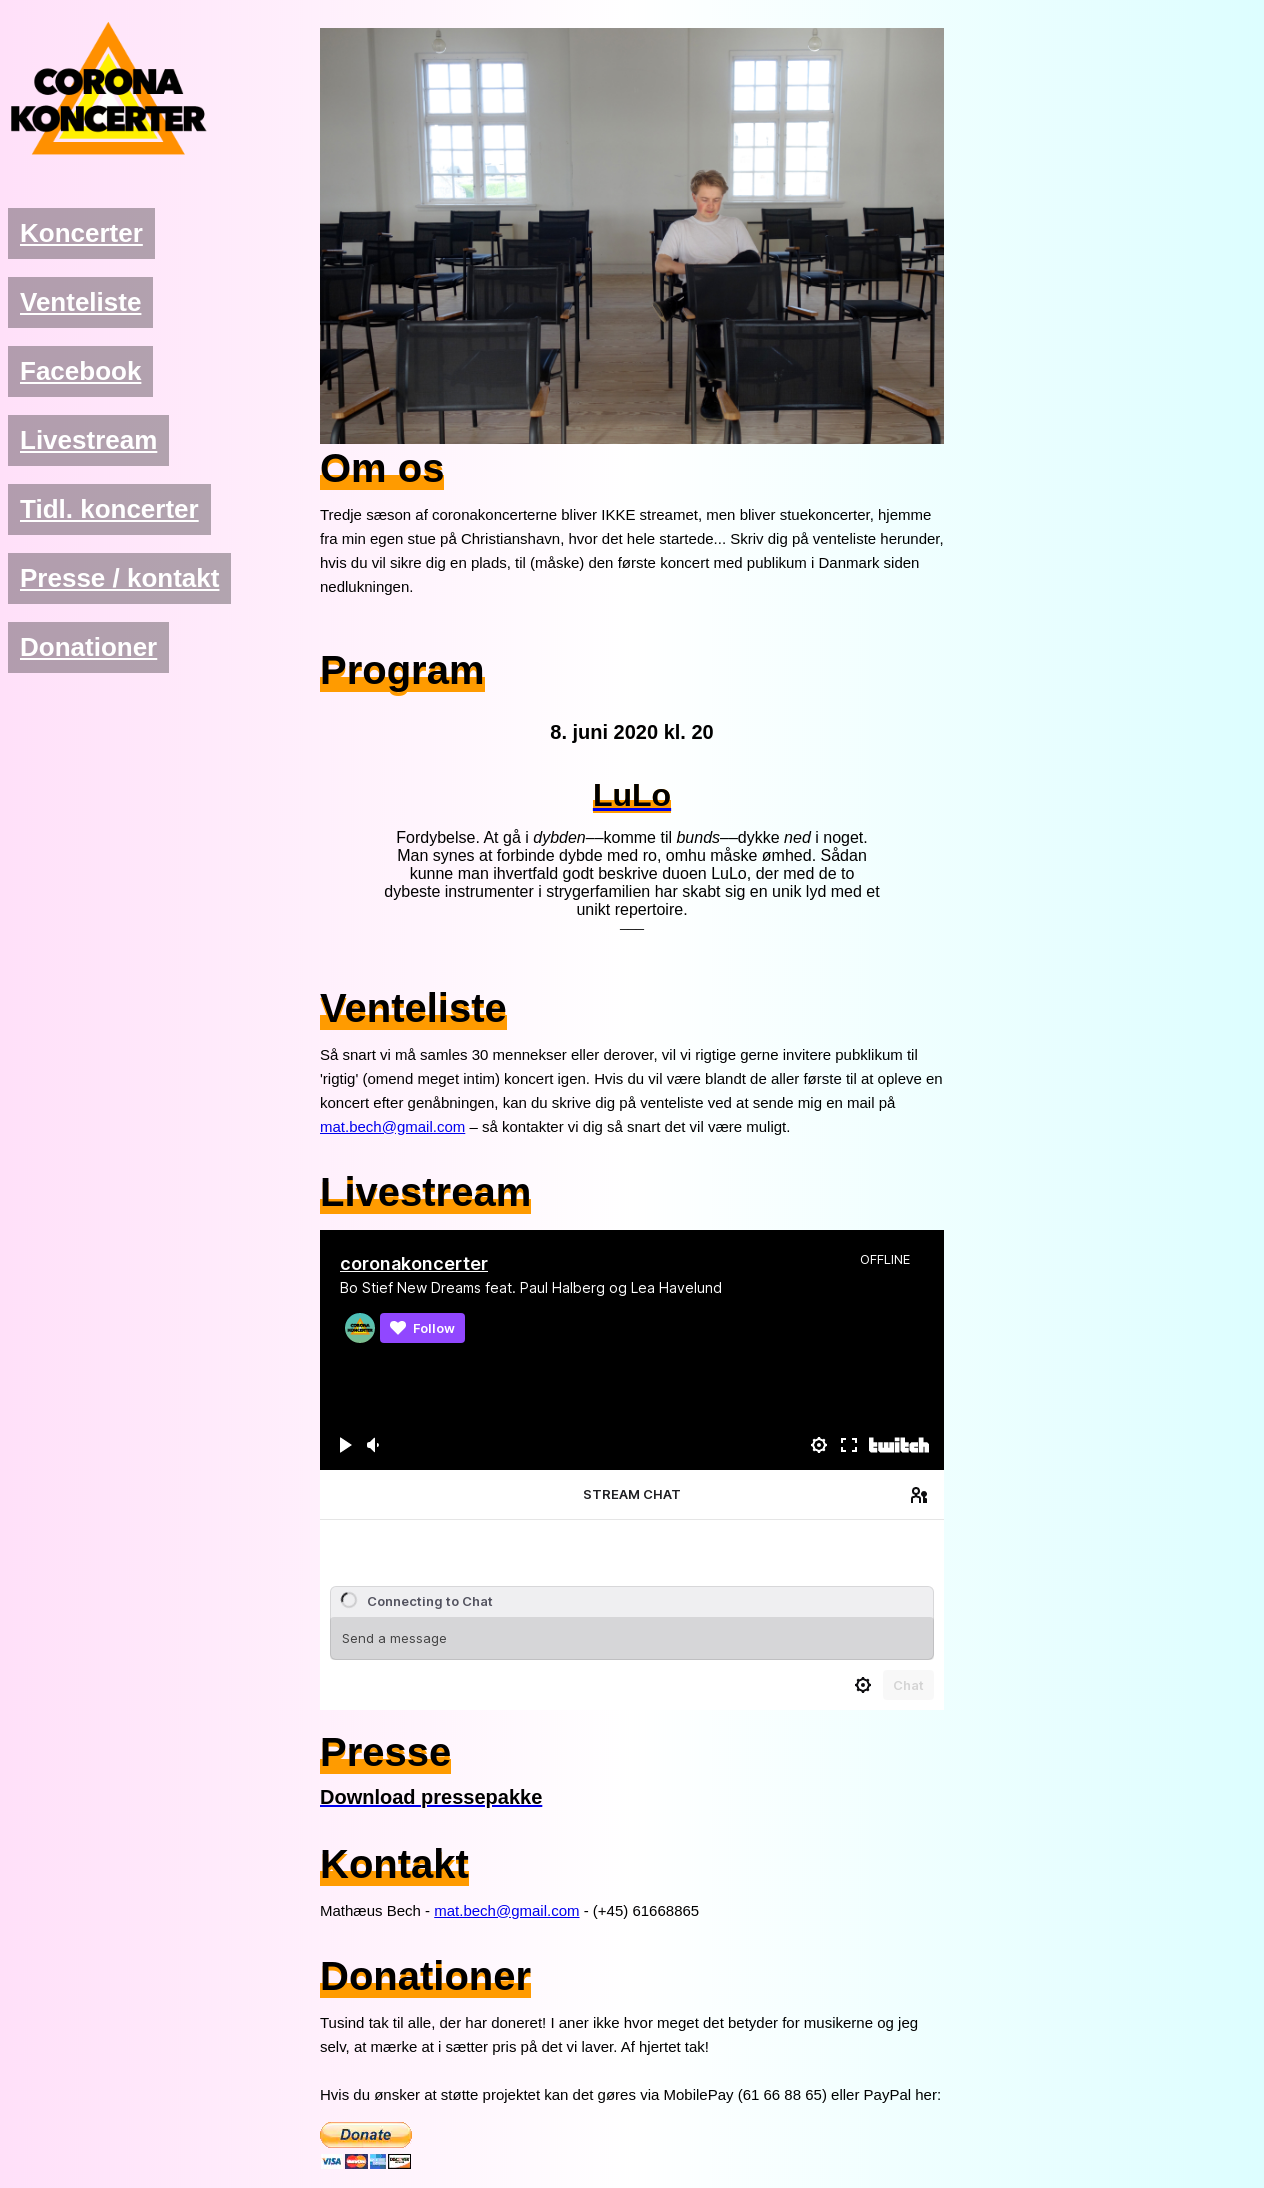 CORONA
KONCERTER
Koncerter
Venteliste
Facebook
Livestream
Tidl. koncerter
Presse / kontakt
Donationer
Om os
Tredje sæson af coronakoncerterne bliver IKKE streamet, men bliver stuekoncerter, hjemme
fra min egen stue på Christianshavn, hvor det hele startede... Skriv dig på venteliste herunder,
hvis du vil sikre dig en plads, til (måske) den første koncert med publikum i Danmark siden
nedlukningen.
Program
8. juni 2020 kl. 20
LuLo
Fordybelse. At gå i dybden––komme til bunds––dykke ned i noget.
Man synes at forbinde dybde med ro, omhu måske ømhed. Sådan
kunne man ihvertfald godt beskrive duoen LuLo, der med de to
dybeste instrumenter i strygerfamilien har skabt sig en unik lyd med et
unikt repertoire.
Venteliste
Så snart vi må samles 30 mennekser eller derover, vil vi rigtige gerne invitere pubklikum til
'rigtig' (omend meget intim) koncert igen. Hvis du vil være blandt de aller første til at opleve en
koncert efter genåbningen, kan du skrive dig på venteliste ved at sende mig en mail på
mat.bech@gmail.com – så kontakter vi dig så snart det vil være muligt.
Livestream
coronakoncerter
OFFLINE
Bo Stief New Dreams feat. Paul Halberg og Lea Havelund
CORONA
KONCERTER
Follow
twitch
STREAM CHAT
Connecting to Chat
Send a message
Chat
Presse
Download pressepakke
Kontakt
Mathæus Bech - mat.bech@gmail.com - (+45) 61668865
Donationer
Tusind tak til alle, der har doneret! I aner ikke hvor meget det betyder for musikerne og jeg
selv, at mærke at i sætter pris på det vi laver. Af hjertet tak!
Hvis du ønsker at støtte projektet kan det gøres via MobilePay (61 66 88 65) eller PayPal her:
Donate
VISA